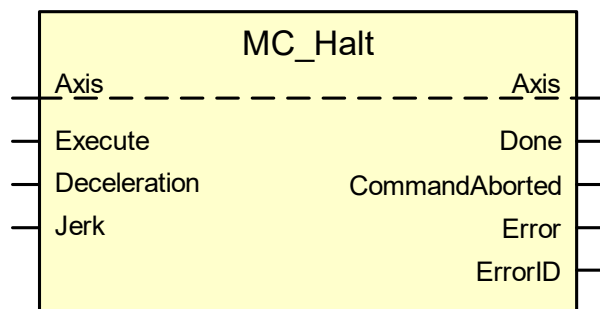 MC_Halt
Axis Axis
Execute Done
Deceleration CommandAborted
Jerk Error
ErrorID